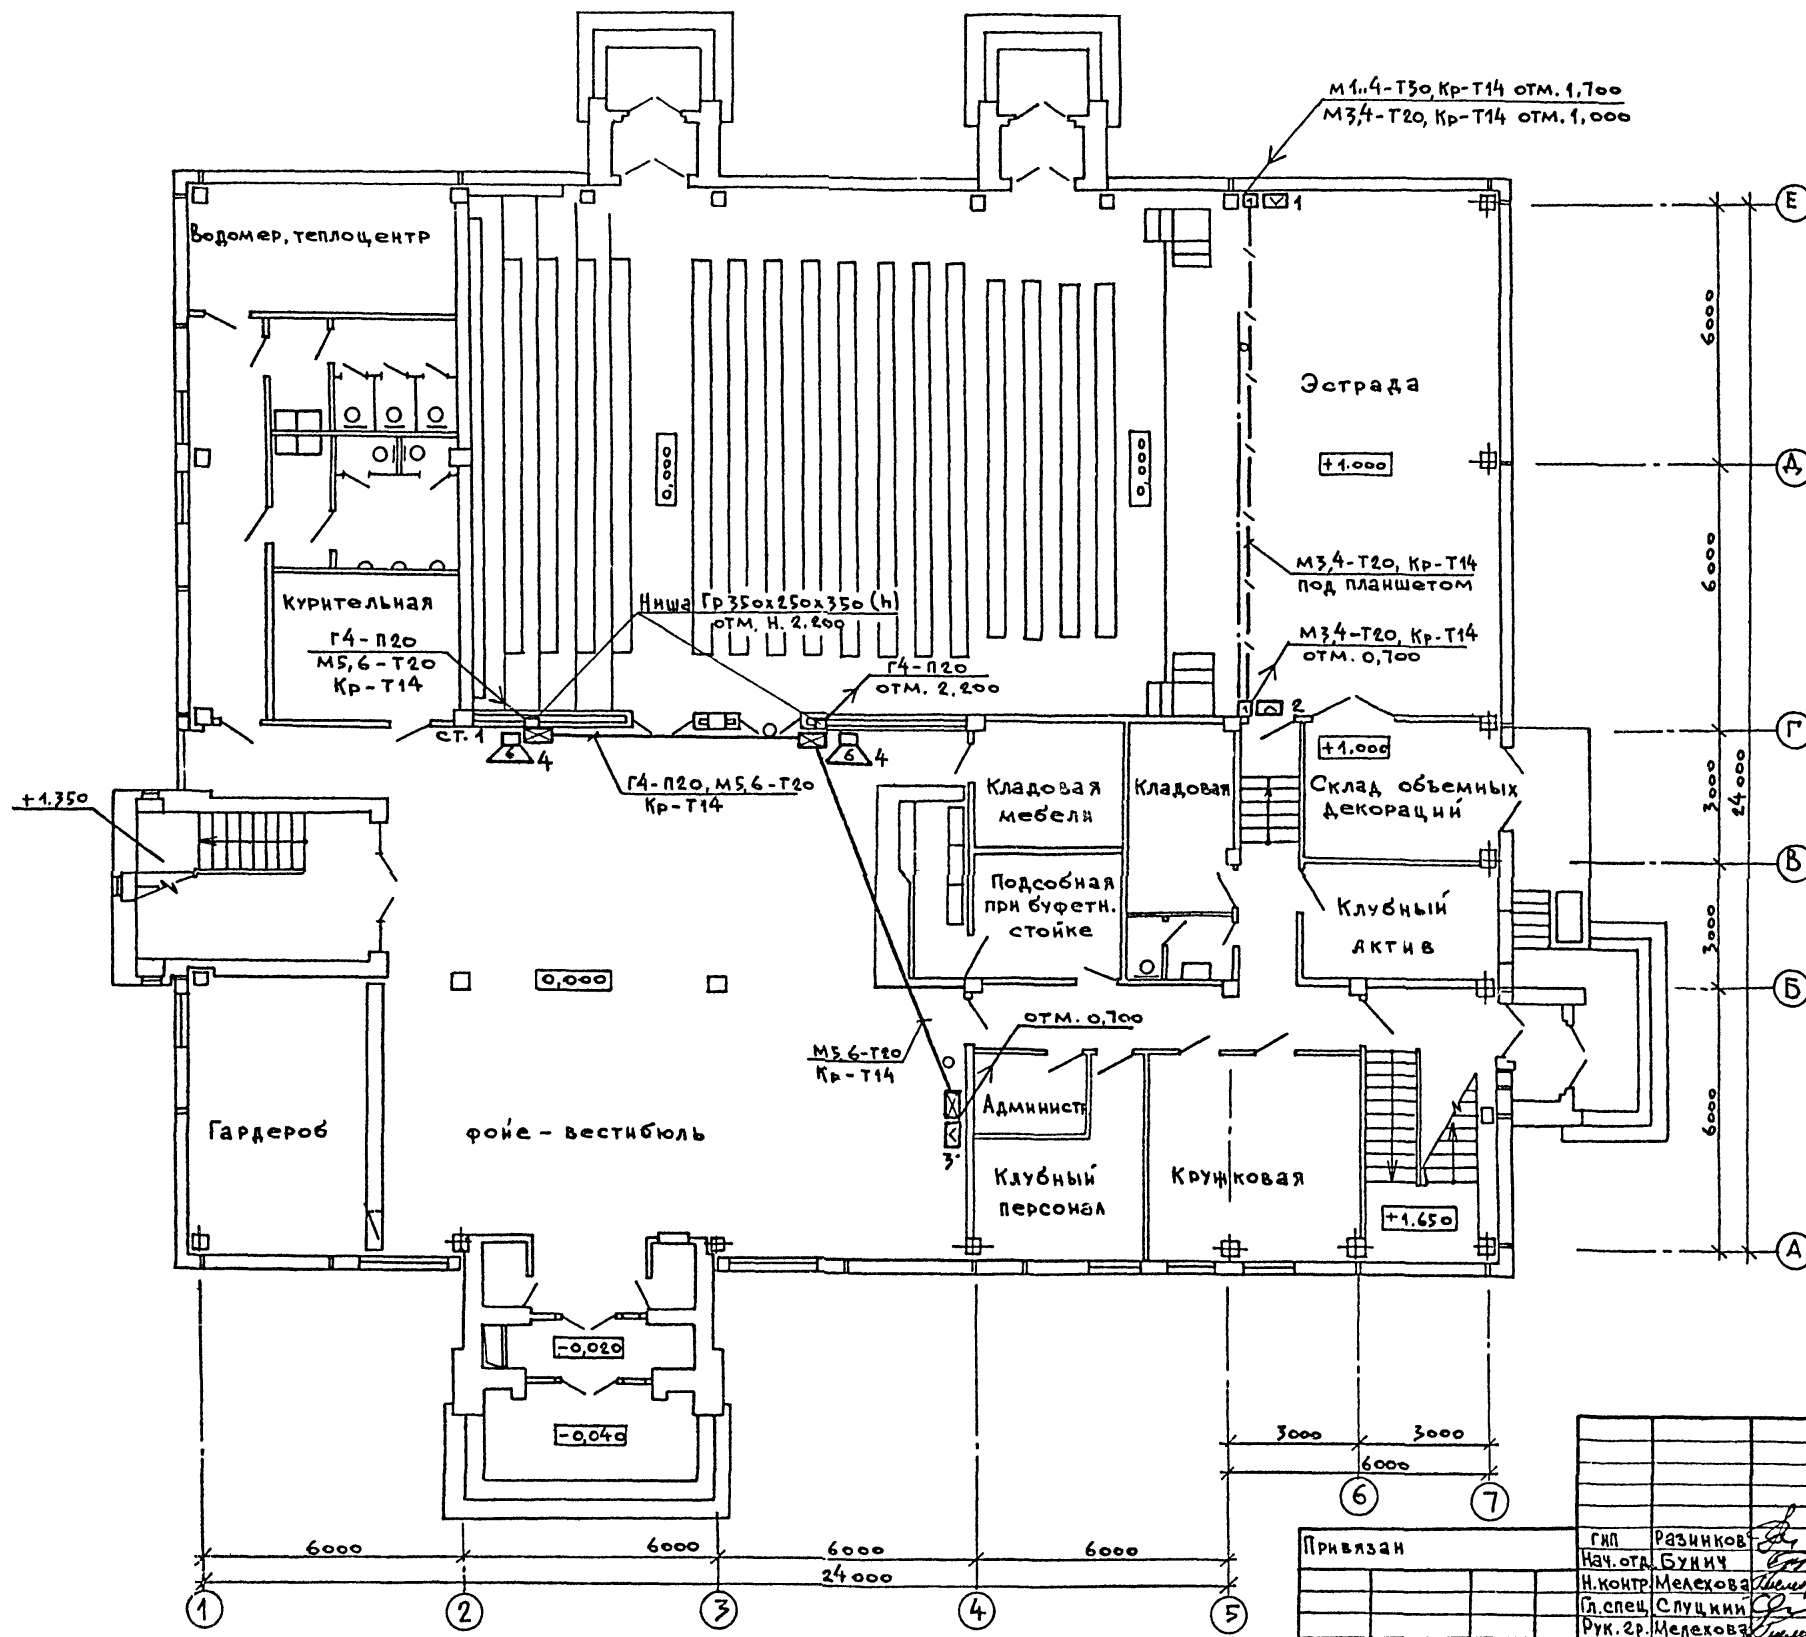 М1..4-Т30, Кр-Т14 отм. 1,700
М3,4-Т20, Кр-Т14 отм. 1,000
1
Е
Водомер, теплоцентр
6000
Эстрада
0,000
0,000
+1.000
Д
6000
24000
М3,4-Т20, Кр-Т14
под планшетом
Курительная
Ниша Гр 350х250х350 (h)
отм. н. 2.200
Г4-П20
М5,6-Т20
Кр-Т14
Г4-П20
отм. 2,200
М3,4-Т20, Кр-Т14
отм. 0,700
1
1
2
Г
ст. 1
6
4
6
4
+1.000
Г4-П20, М5,6-Т20
Кр-Т14
Кладовая
мебели
Кладовая
Склад объемных
декораций
3000
+1.350
В
Подсобная
при буфетн.
стойке
Клубный
актив
3000
0,000
Б
отм. 0,700
М5,6-Т20
Кр-Т14
Админист
Гардероб
фойе - вестибюль
3
Клубный
персонал
Кружковая
6000
+1.650
А
-0,020
-0,040
3000
3000
6000
6
7
6000
6000
6000
6000
24000
1
2
3
4
5
Привязан
ГИП Разинков
Нач. отд. Бунич
Н.контр Мелехова
Гл.спец Слуцкий
Рук. гр. Мелехова